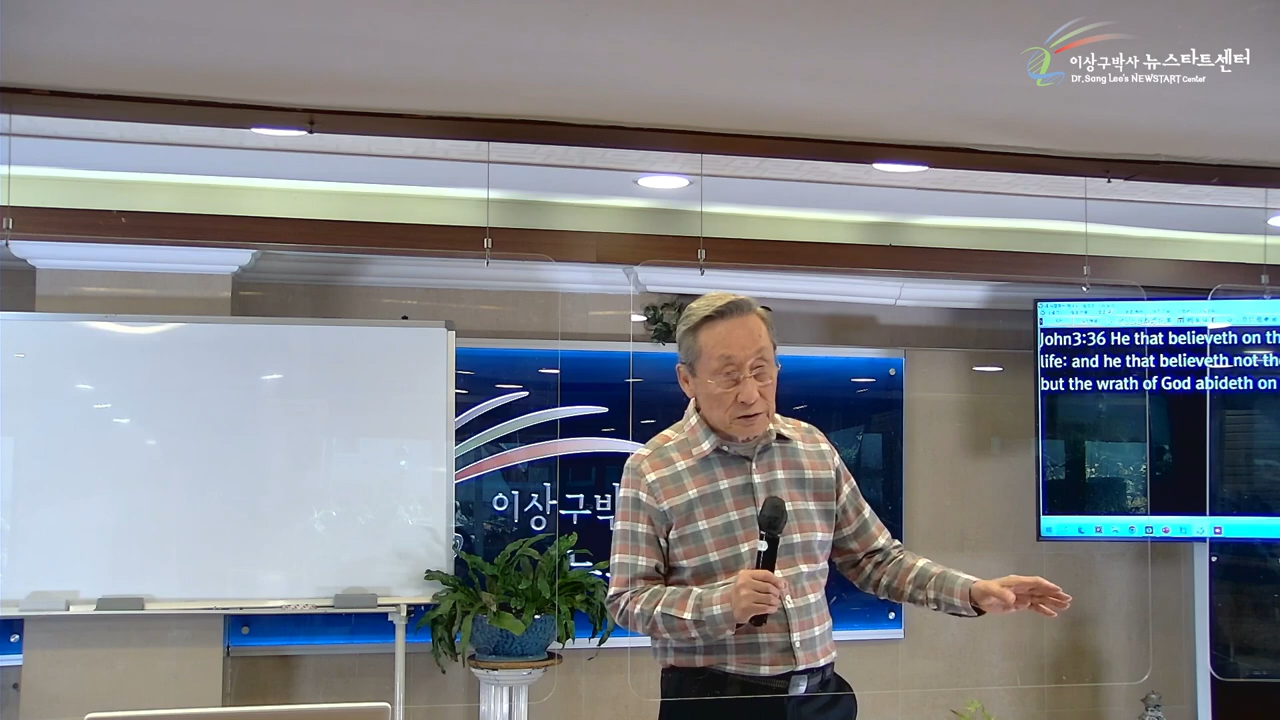 이상구박사 뉴스타트센터
Dr. Sang Lee's NEWSTART Center
John3:36 He that believeth on th
life: and he that believeth not the
but the wrath of God abideth on
이상구박